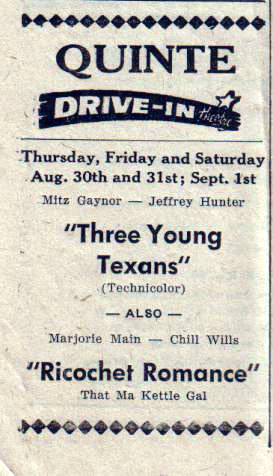 QUINTE
DRIVE-IN theatre
Thursday, Friday and Saturday
Aug. 30th and 31st; Sept. 1st
Mitz Gaynor — Jeffrey Hunter
"Three Young
Texans"
(Technicolor)
— ALSO —
Marjorie Main — Chill Wills
"Ricochet Romance"
That Ma Kettle Gal